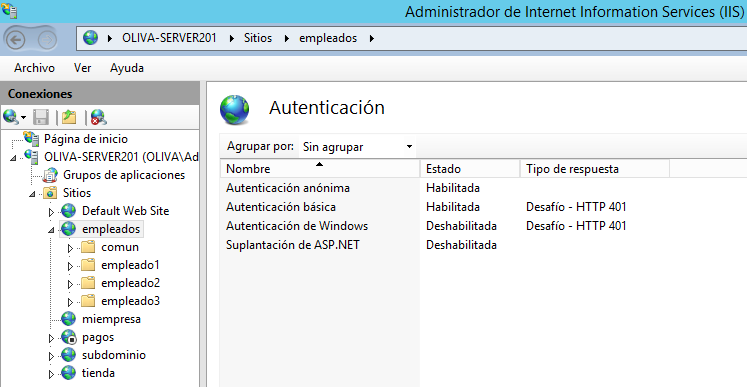 Administrador de Internet Information Services (IIS)
OLIVA-SERVER201 Sitios empleados
Archivo Ver Ayuda
Conexiones
Página de inicio
OLIVA-SERVER201 (OLIVA\Ad
Grupos de aplicaciones
Sitios
Default Web Site
empleados
comun
empleado1
empleado2
empleado3
miempresa
pagos
subdominio
tienda
Autenticación
Agrupar por: Sin agrupar
Nombre Estado Tipo de respuesta
Autenticación anónima Habilitada
Autenticación básica Habilitada Desafío - HTTP 401
Autenticación de Windows Deshabilitada Desafío - HTTP 401
Suplantación de ASP.NET Deshabilitada